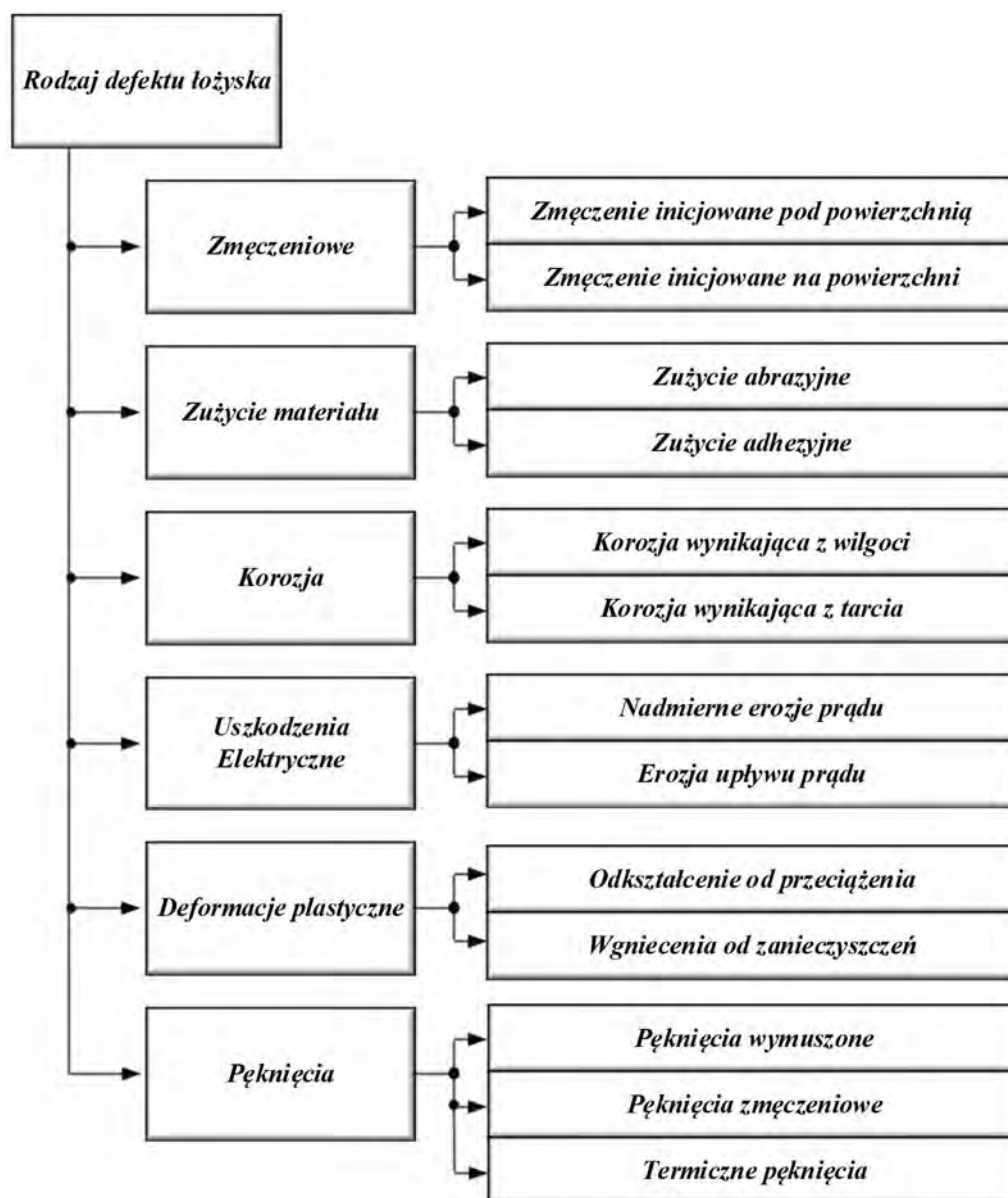 Rodzaj defektu łożyska
Zmęczeniowe
Zmęczenie inicjowane pod powierzchnią
Zmęczenie inicjowane na powierzchni
Zużycie materiału
Zużycie abrazyjne
Zużycie adhezyjne
Korozja
Korozja wynikająca z wilgoci
Korozja wynikająca z tarcia
Uszkodzenia
Elektryczne
Nadmierne erozje prądu
Erozja upływu prądu
Deformacje plastyczne
Odkształcenie od przeciążenia
Wgniecenia od zanieczyszczeń
Pęknięcia
Pęknięcia wymuszone
Pęknięcia zmęczeniowe
Termiczne pęknięcia